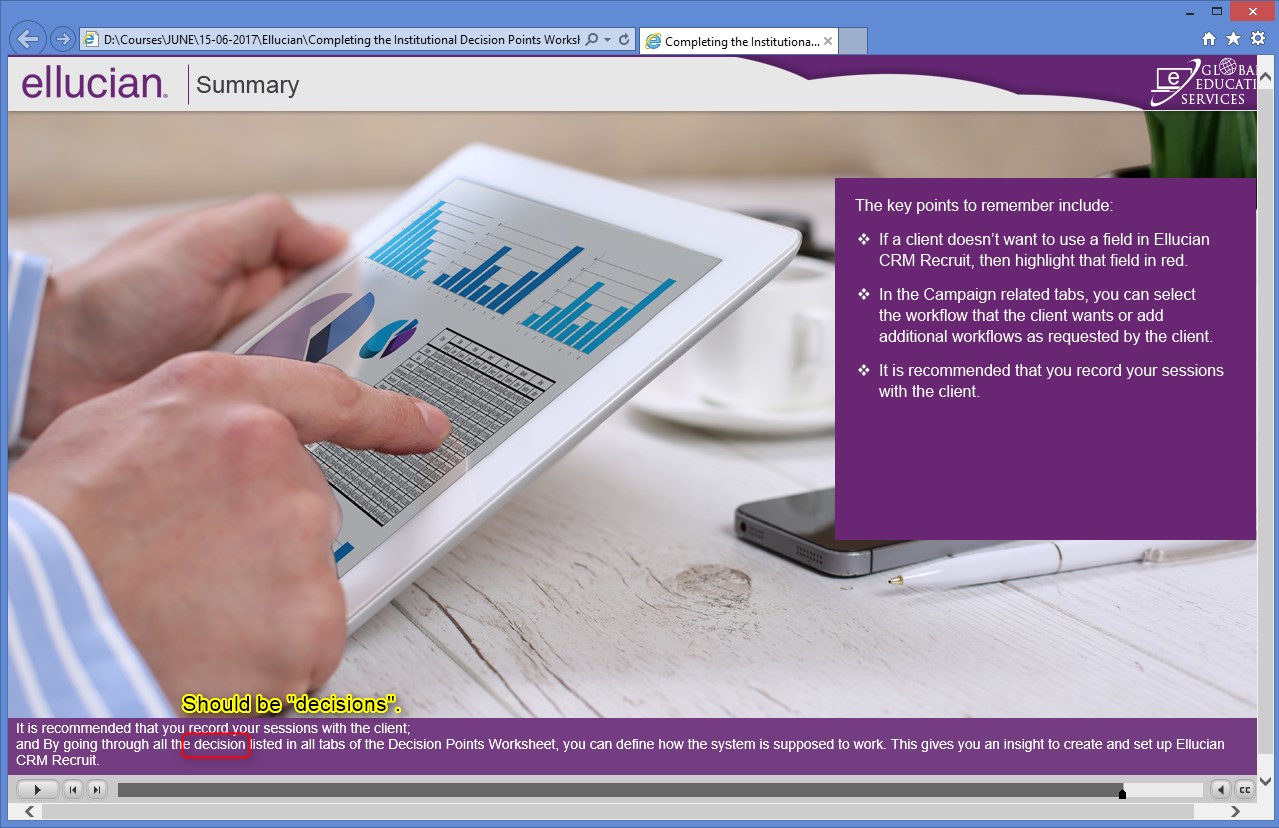 D:\Courses\JUNE\15-06-2017\Ellucian\Completing the Institutional Decision Points Worksh
Completing the Instituitona...
ellucian.
Summary
e
GLOBA
EDUCATI
SERVICES
The key points to remember include:
❖ If a client doesn’t want to use a field in Ellucian
CRM Recruit, then highlight that field in red.
❖ In the Campaign related tabs, you can select
the workflow that the client wants or add
additional workflows as requested by the client.
❖ It is recommended that you record your sessions
with the client.
Should be "decisions".
It is recommended that you record your sessions with the client;
and By going through all the decision listed in all tabs of the Decision Points Worksheet, you can define how the system is supposed to work. This gives you an insight to create and set up Ellucian
CRM Recruit.
CC